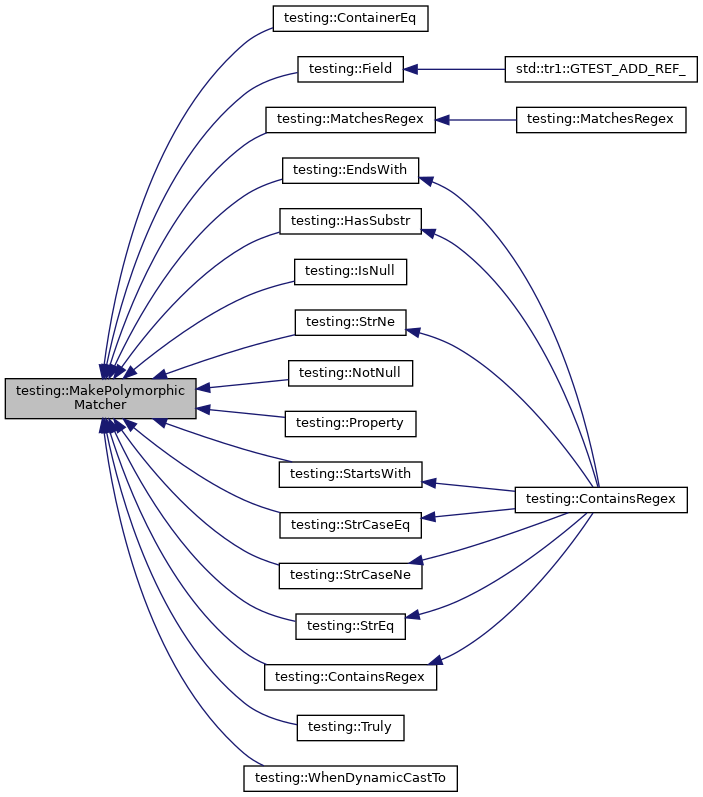 testing::ContainerEq
testing::Field
std::tr1::GTEST_ADD_REF_
testing::MatchesRegex
testing::MatchesRegex
testing::EndsWith
testing::HasSubstr
testing::IsNull
testing::StrNe
testing::NotNull
testing::MakePolymorphic
Matcher
testing::Property
testing::StartsWith
testing::ContainsRegex
testing::StrCaseEq
testing::StrCaseNe
testing::StrEq
testing::ContainsRegex
testing::Truly
testing::WhenDynamicCastTo